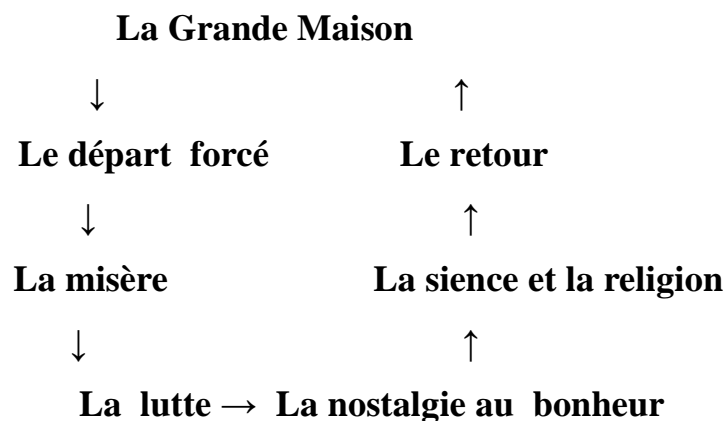 La Grande Maison
↓ ↑
Le départ forcé Le retour
↓ ↑
La misère La sience et la religion
↓ ↑
La lutte → La nostalgie au bonheur